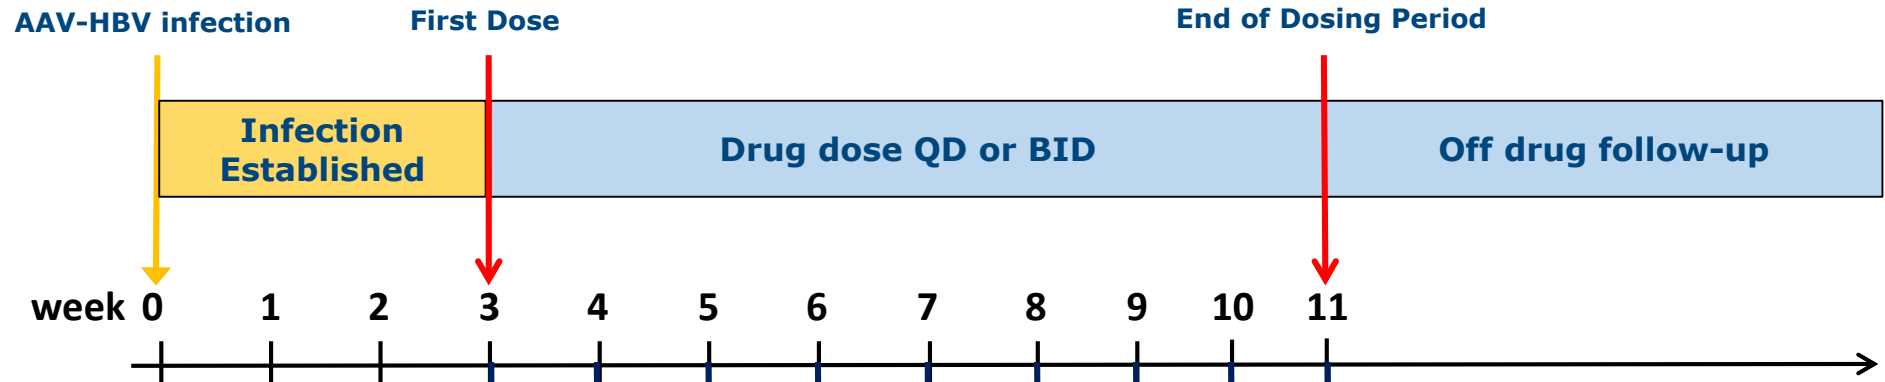 AAV-HBV infection First Dose End of Dosing Period
Infection
Established
Drug dose QD or BID
Off drug follow-up
week 0 1 2 3 4 5 6 7 8 9 10 11